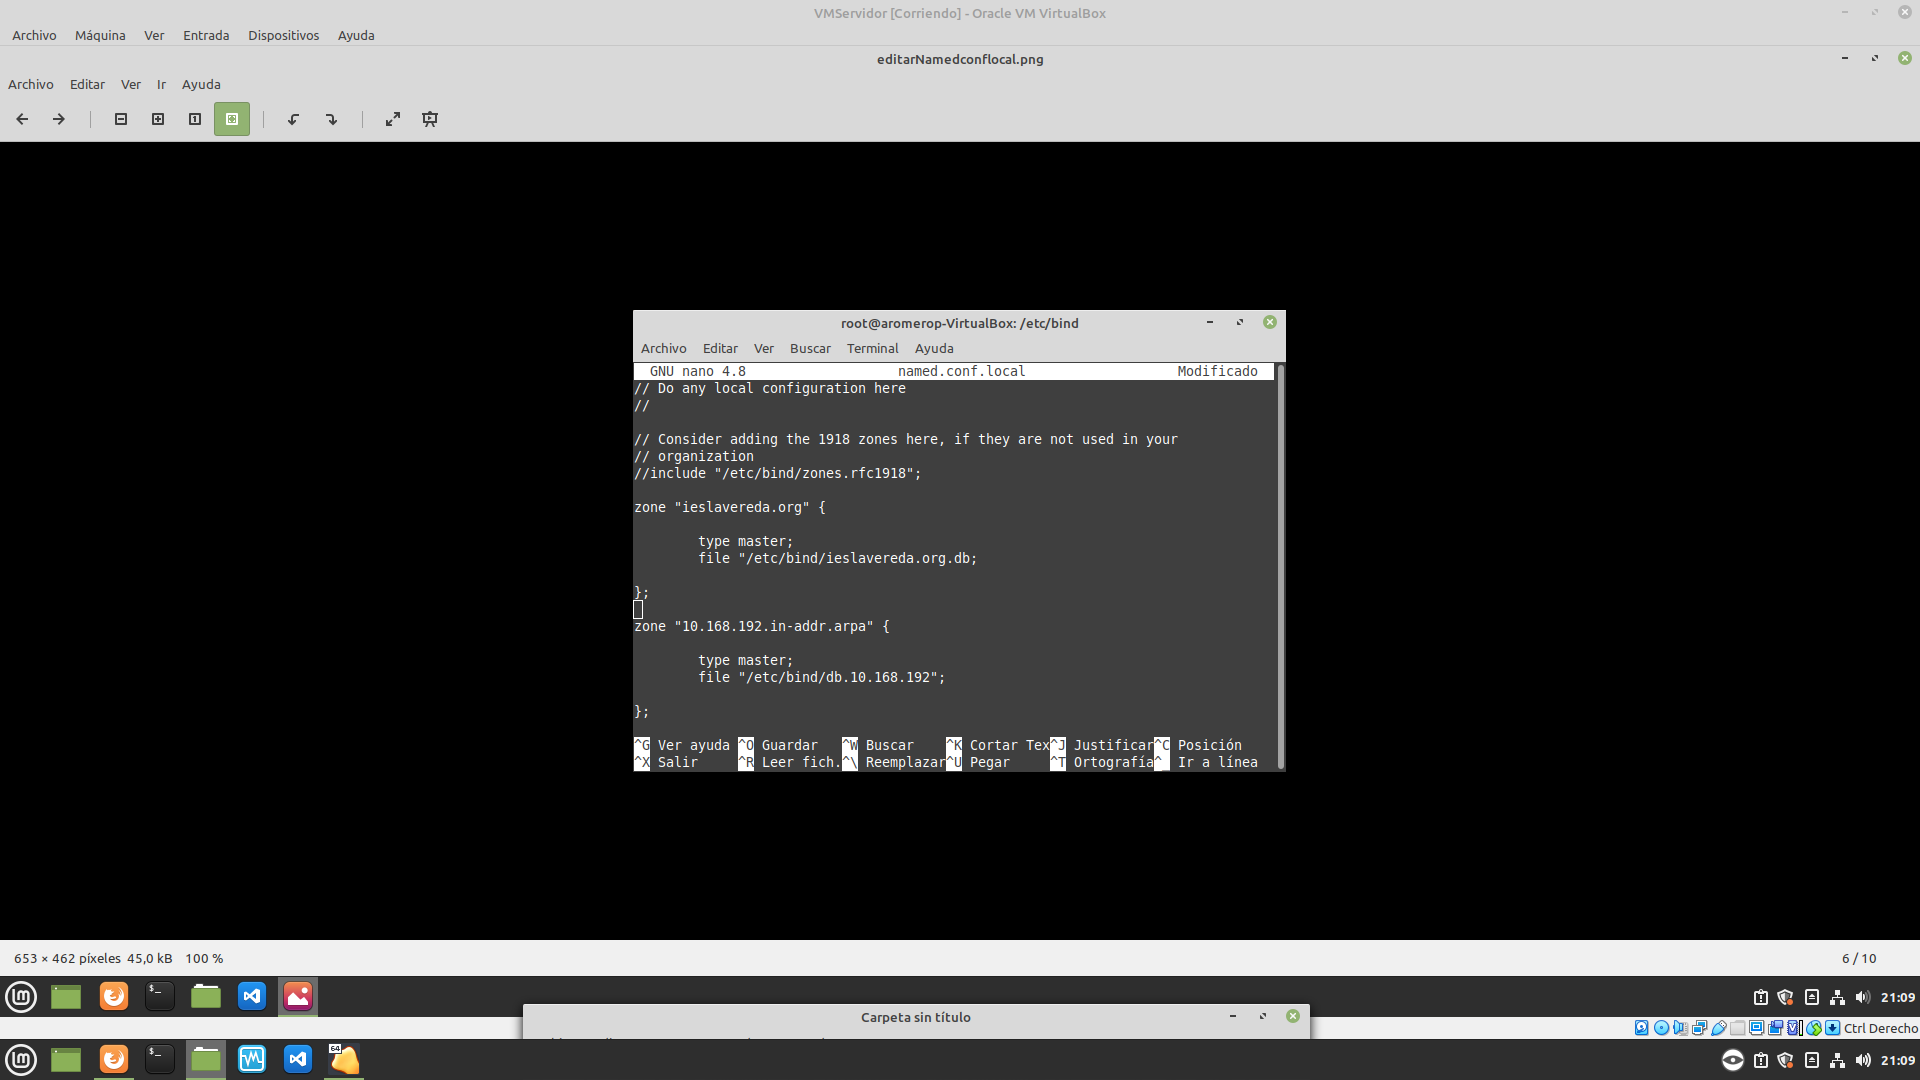 VMServidor [Corriendo] - Oracle VM VirtualBox
Archivo Máquina Ver Entrada Dispositivos Ayuda
editarNamedconflocal.png
Archivo Editar Ver Ir Ayuda
root@aromerop-VirtualBox: /etc/bind
Archivo Editar Ver Buscar Terminal Ayuda
GNU nano 4.8 named.conf.local Modificado
// Do any local configuration here
//
// Consider adding the 1918 zones here, if they are not used in your
// organization
//include "/etc/bind/zones.rfc1918";
zone "ieslavereda.org" {
type master;
file "/etc/bind/ieslavereda.org.db;
};
zone "10.168.192.in-addr.arpa" {
type master;
file "/etc/bind/db.10.168.192";
};
^G Ver ayuda ^O Guardar ^W Buscar ^K Cortar Tex^J Justificar^C Posición
^X Salir ^R Leer fich.^\ Reemplazar^U Pegar ^T Ortografía^_ Ir a línea
653 × 462 píxeles 45,0 kB 100 %
6 / 10
21:09
Carpeta sin título
Ctrl Derecho
64
21:09